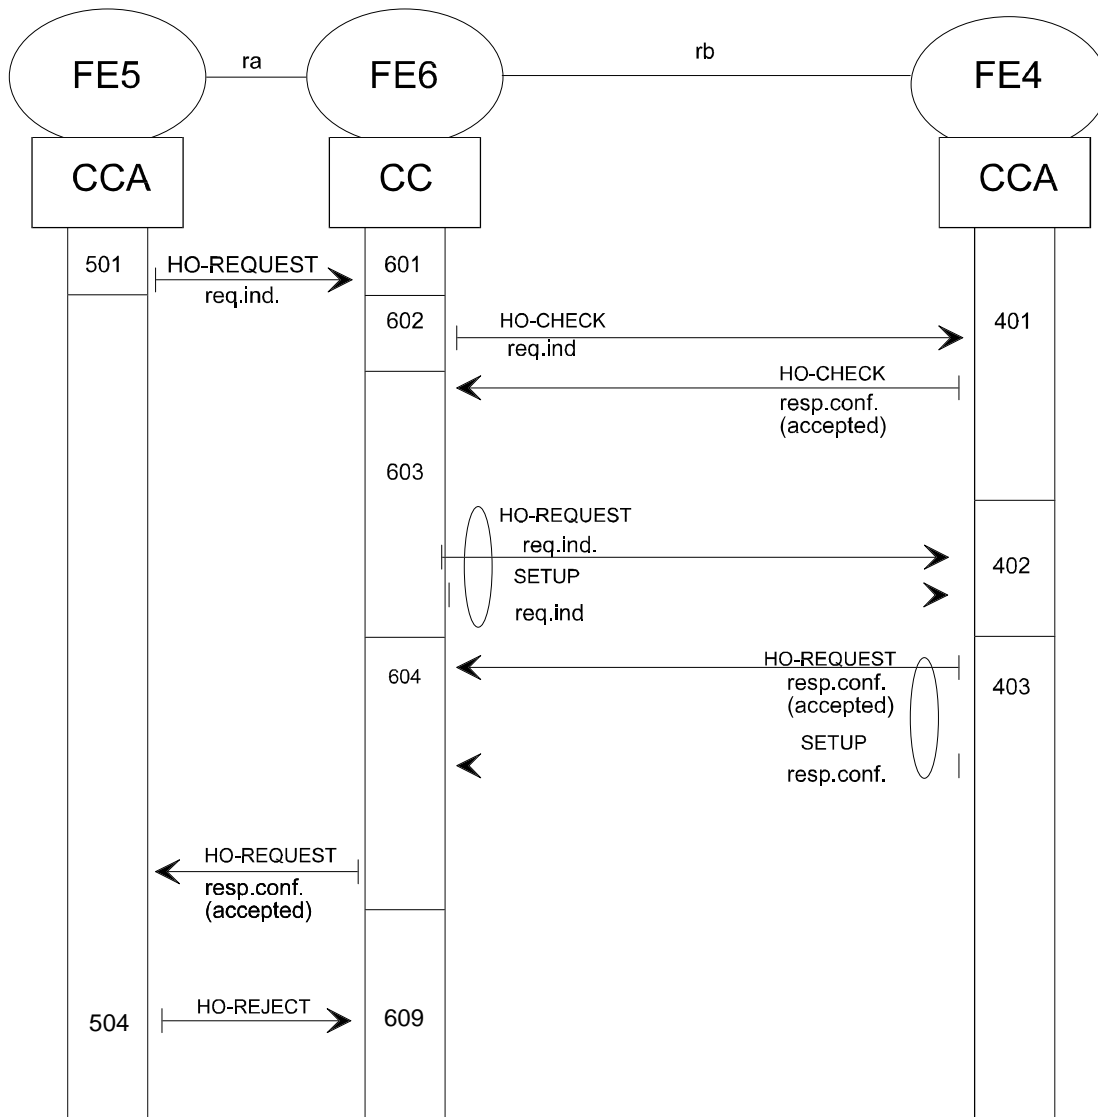 FE5
ra
FE6
rb
FE4
CCA
CC
CCA
501
HO-REQUEST
req.ind.
601
602
HO-CHECK
req.ind
401
HO-CHECK
resp.conf.
(accepted)
603
HO-REQUEST
req.ind.
SETUP
req.ind
402
604
HO-REQUEST
resp.conf.
(accepted)
SETUP
resp.conf.
403
HO-REQUEST
resp.conf.
(accepted)
504
HO-REJECT
609